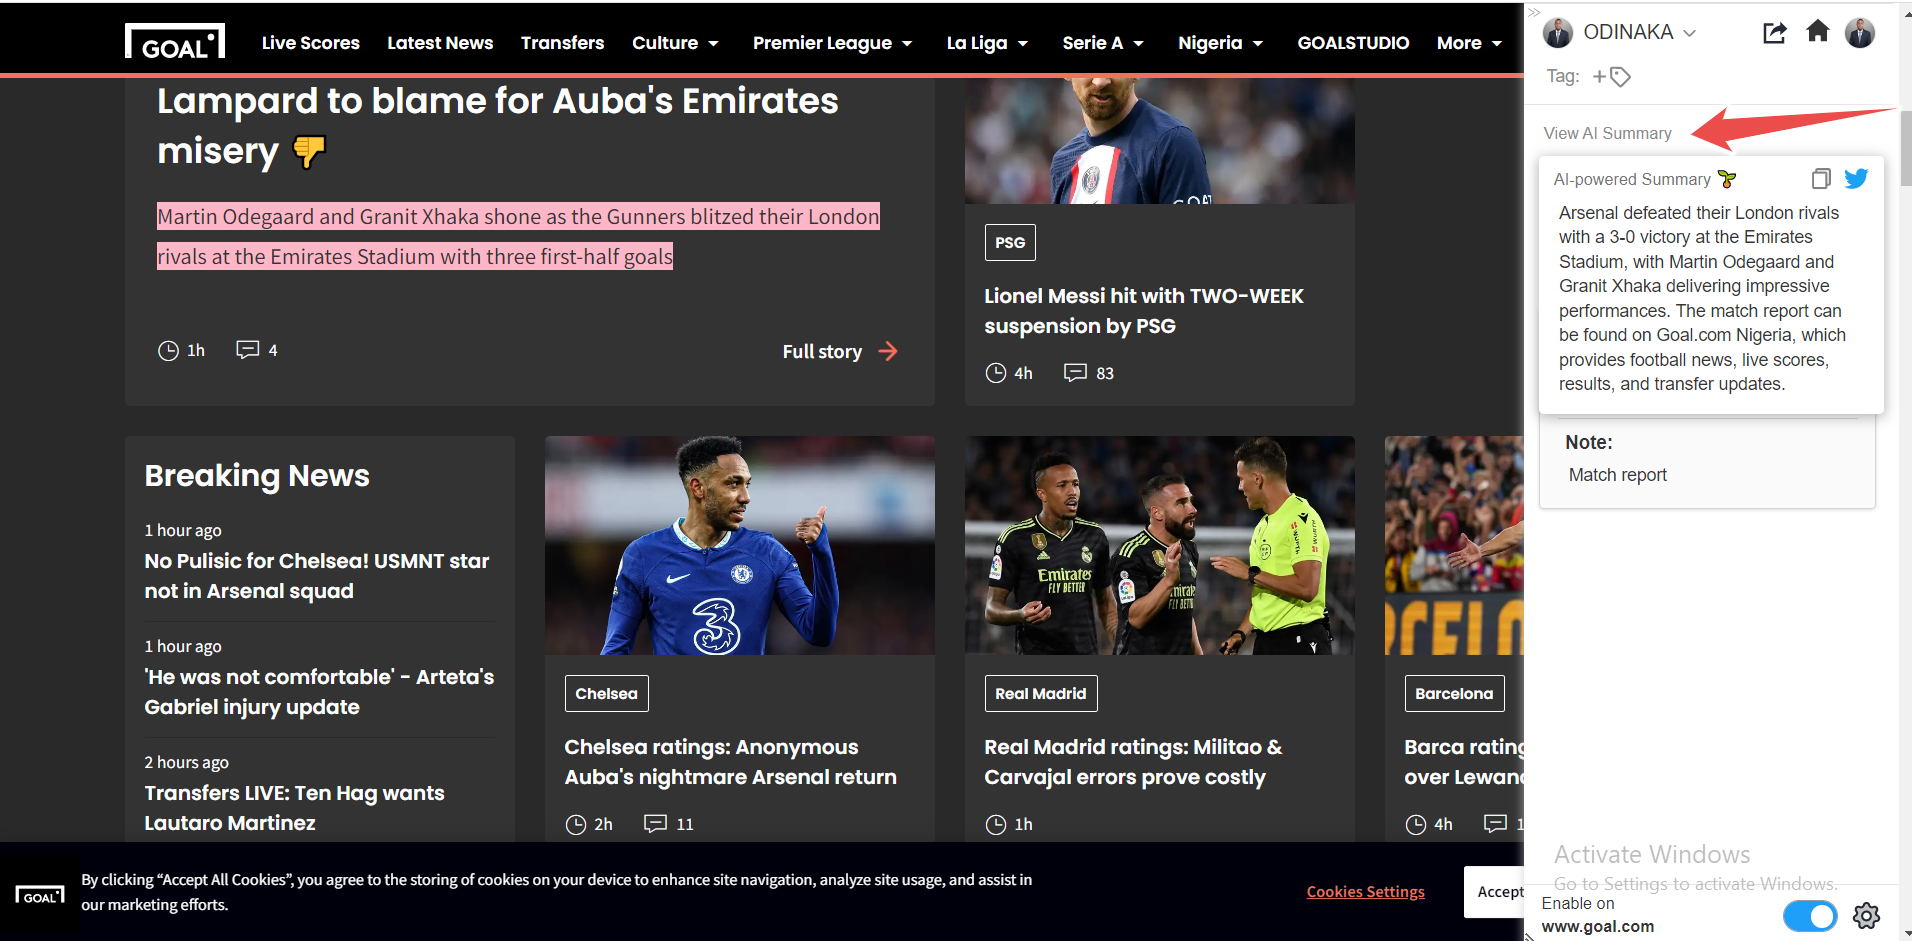 GOAL
Live Scores
Latest News
Transfers
Culture
Premier League
La Liga
Serie A
Nigeria
GOALSTUDIO
More
Lampard to blame for Auba's Emirates
misery
Martin Odegaard and Granit Xhaka shone as the Gunners blitzed their London
rivals at the Emirates Stadium with three first-half goals
1h
4
Full story
PSG
Lionel Messi hit with TWO-WEEK
suspension by PSG
4h
83
Breaking News
1 hour ago
No Pulisic for Chelsea! USMNT star
not in Arsenal squad
1 hour ago
'He was not comfortable' - Arteta's
Gabriel injury update
2 hours ago
Transfers LIVE: Ten Hag wants
Lautaro Martinez
3
Chelsea
Chelsea ratings: Anonymous
Auba's nightmare Arsenal return
2h
11
Emirates
FLY BETTER
FLY BETTER
Real Madrid
Real Madrid ratings: Militao &
Carvajal errors prove costly
1h
Barcelona
Barca rating
over Lewan
4h
1
GOAL
By clicking “Accept All Cookies”, you agree to the storing of cookies on your device to enhance site navigation, analyze site usage, and assist in
our marketing efforts.
Cookies Settings
Accept
ODINAKA
Tag:
View AI Summary
AI-powered Summary
Arsenal defeated their London rivals
with a 3-0 victory at the Emirates
Stadium, with Martin Odegaard and
Granit Xhaka delivering impressive
performances. The match report can
be found on Goal.com Nigeria, which
provides football news, live scores,
results, and transfer updates.
Note:
Match report
Activate Windows
Go to Settings to activate Windows.
Enable on
www.goal.com